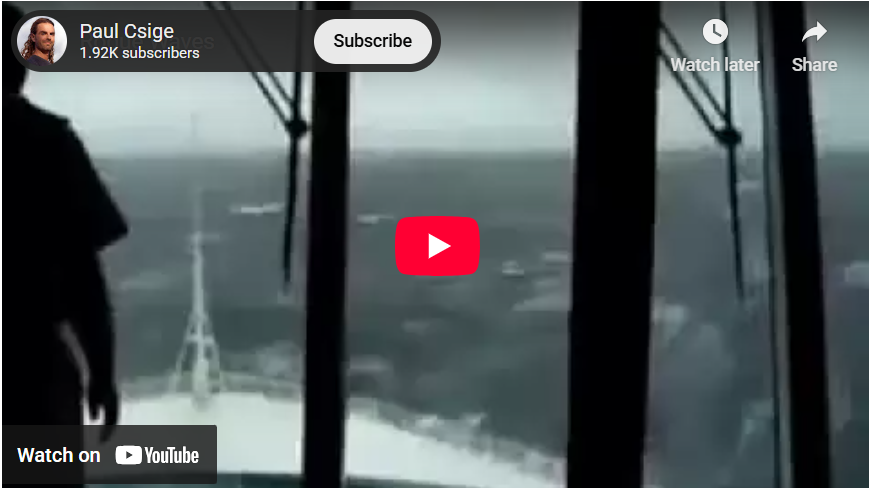 Paul Csige
1.92K subscribers
Subscribe
Watch later
Share
Watch on YouTube